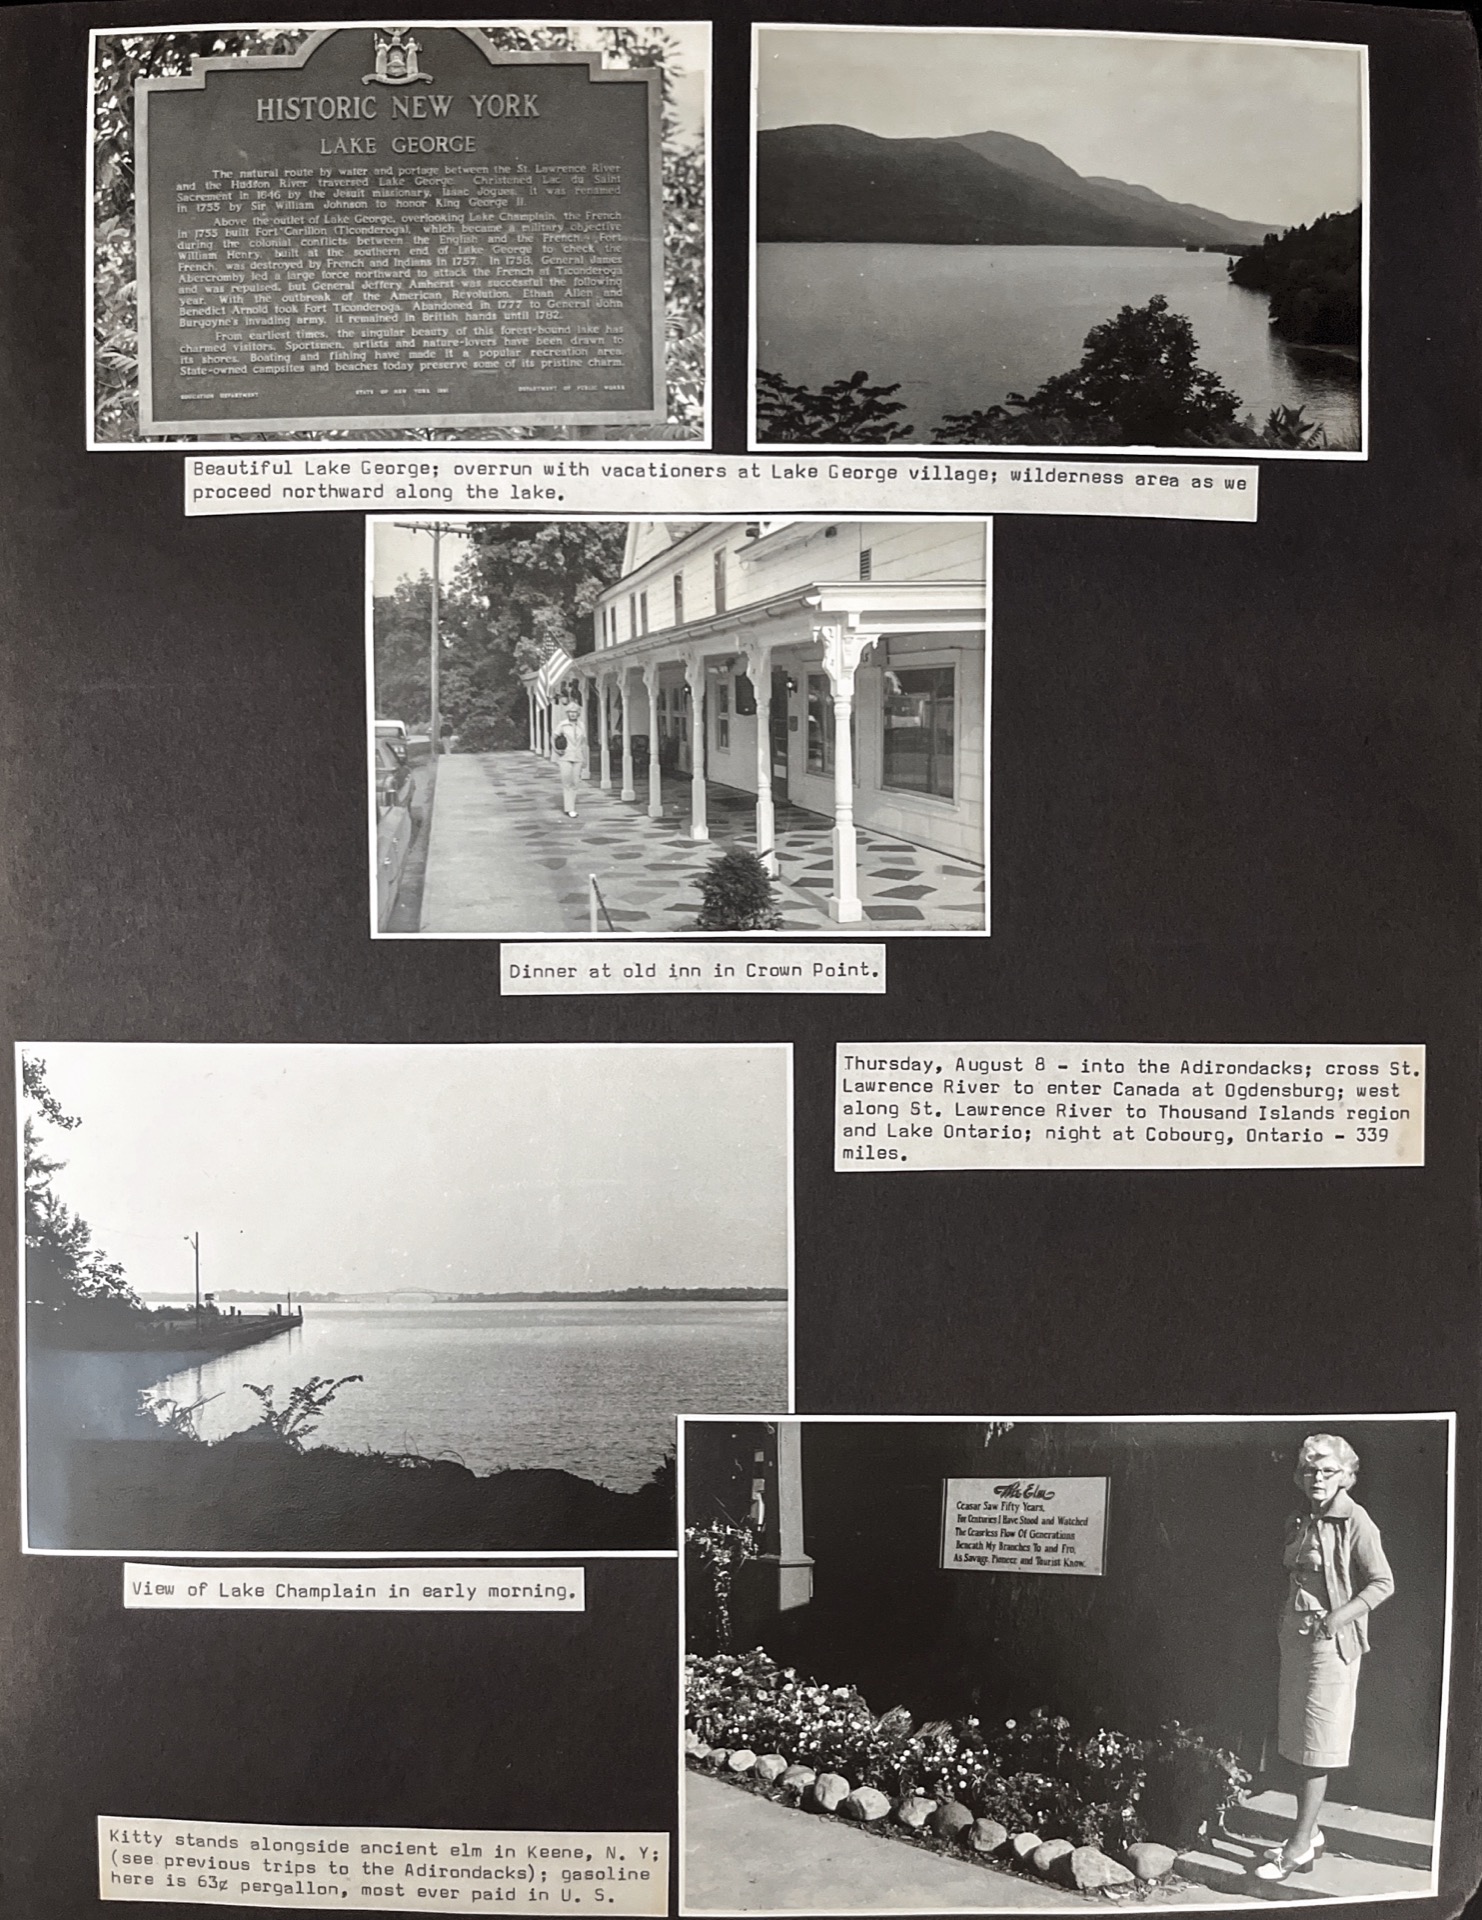 HISTORIC NEW YORK
LAKE GEORGE
The natural route by water and portage between the St. Lawrence River
and the Hudson River traversed Lake George. Christened Lac du Saint
Sacrement in 1646 by the Jesuit missionary, Isaac Jogues, it was renamed
in 1755 by Sir William Johnson to honor King George II.
Above the outlet of Lake George, overlooking Lake Champlain, the French
in 1755 built Fort Carillon (Ticonderoga), which became a military objective
during the colonial conflicts between the English and the French. Fort
William Henry, built at the southern end of Lake George to check the
French, was destroyed by French and Indians in 1757. In 1758, General James
Abercromby led a large force northward to attack the French at Ticonderoga
and was repulsed, but General Jeffery Amherst was successful the following
year. With the outbreak of the American Revolution, Ethan Allen and
Benedict Arnold took Fort Ticonderoga. Abandoned in 1777 to General John
Burgoyne's invading army, it remained in British hands until 1782.
From earliest times, the singular beauty of this forest-bound lake has
charmed visitors. Sportsmen, artists and nature-lovers have been drawn to
its shores. Boating and fishing have made it a popular recreation area.
State-owned campsites and beaches today preserve some of its pristine charm.
EDUCATION DEPARTMENT STATE OF NEW YORK DEPARTMENT OF PUBLIC WORKS
Beautiful Lake George; overrun with vacationers at Lake George village; wilderness area as we
proceed northward along the lake.
Dinner at old inn in Crown Point.
Thursday, August 8 - into the Adirondacks; cross St.
Lawrence River to enter Canada at Ogdensburg; west
along St. Lawrence River to Thousand Islands region
and Lake Ontario; night at Cobourg, Ontario - 339
miles.
View of Lake Champlain in early morning.
The Elm
Ceasar Saw Fifty Years,
For Centuries I Have Stood and Watched
The Ceaseless Flow Of Generations
Beneath My Branches To and Fro,
As Savage, Pioneer and Tourist Know.
Kitty stands alongside ancient elm in Keene, N. Y;
(see previous trips to the Adirondacks); gasoline
here is 63¢ pergallon, most ever paid in U. S.